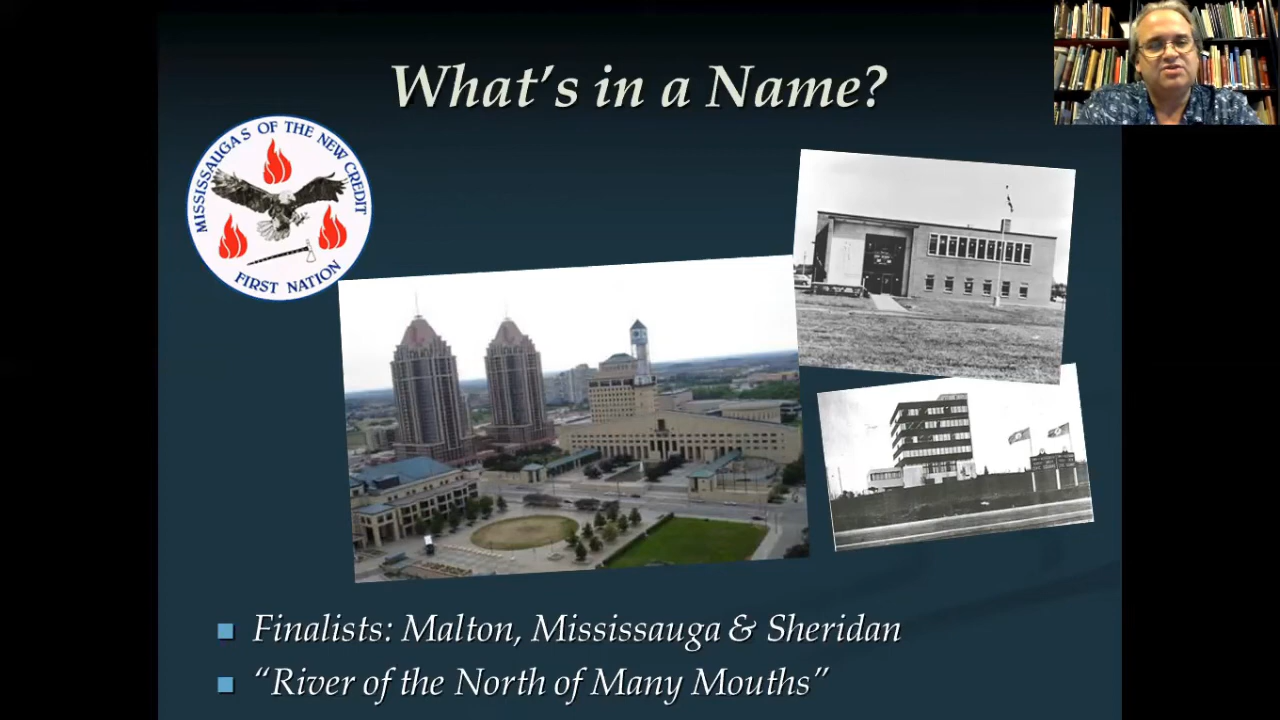 What's in a Name?
MISSISSAUGAS OF THE NEW CREDIT
FIRST NATION
Finalists: Malton, Mississauga & Sheridan
"River of the North of Many Mouths"